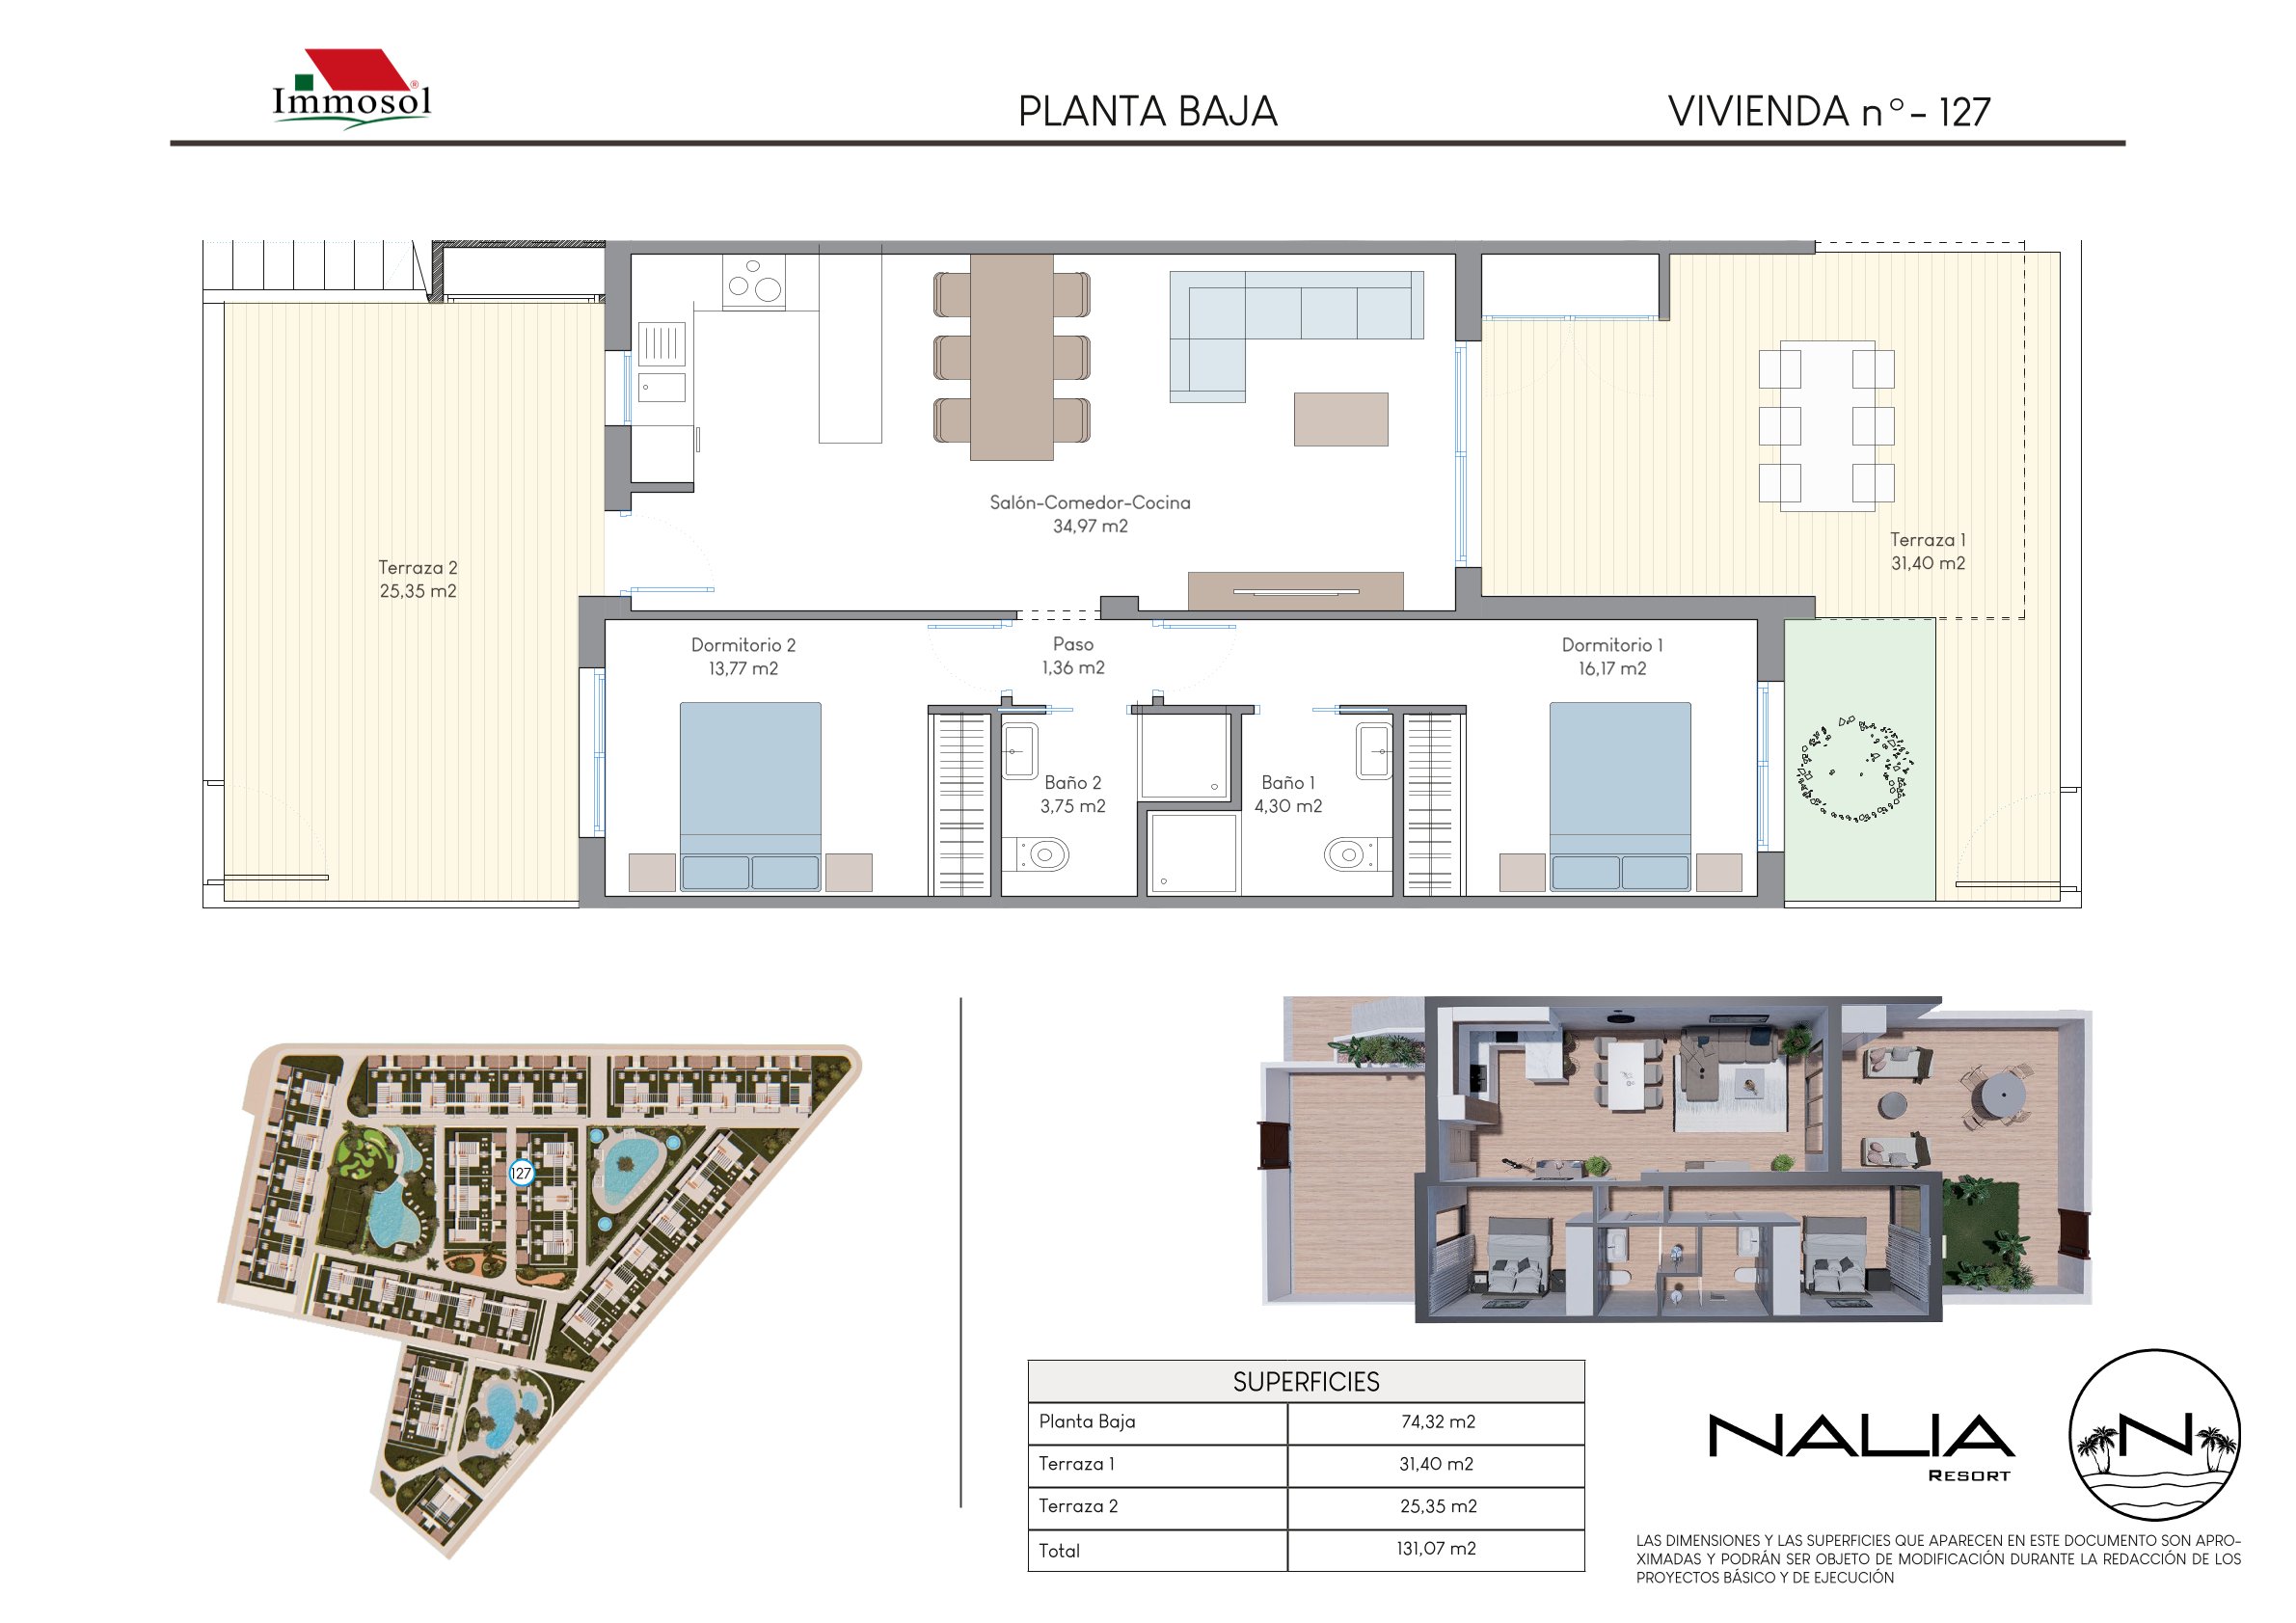 Immosol®
PLANTA BAJA
VIVIENDA nº- 127
Salón-Comedor-Cocina
34,97 m2
Terraza 1
31,40 m2
Terraza 2
25,35 m2
Dormitorio 2
13,77 m2
Paso
1,36 m2
Dormitorio 1
16,17 m2
Baño 2
3,75 m2
Baño 1
4,30 m2
127
SUPERFICIES
Planta Baja 74,32 m2
Terraza 1 31,40 m2
Terraza 2 25,35 m2
Total 131,07 m2
NALIA
RESORT
N
LAS DIMENSIONES Y LAS SUPERFICIES QUE APARECEN EN ESTE DOCUMENTO SON APRO-
XIMADAS Y PODRÁN SER OBJETO DE MODIFICACIÓN DURANTE LA REDACCIÓN DE LOS
PROYECTOS BÁSICO Y DE EJECUCIÓN